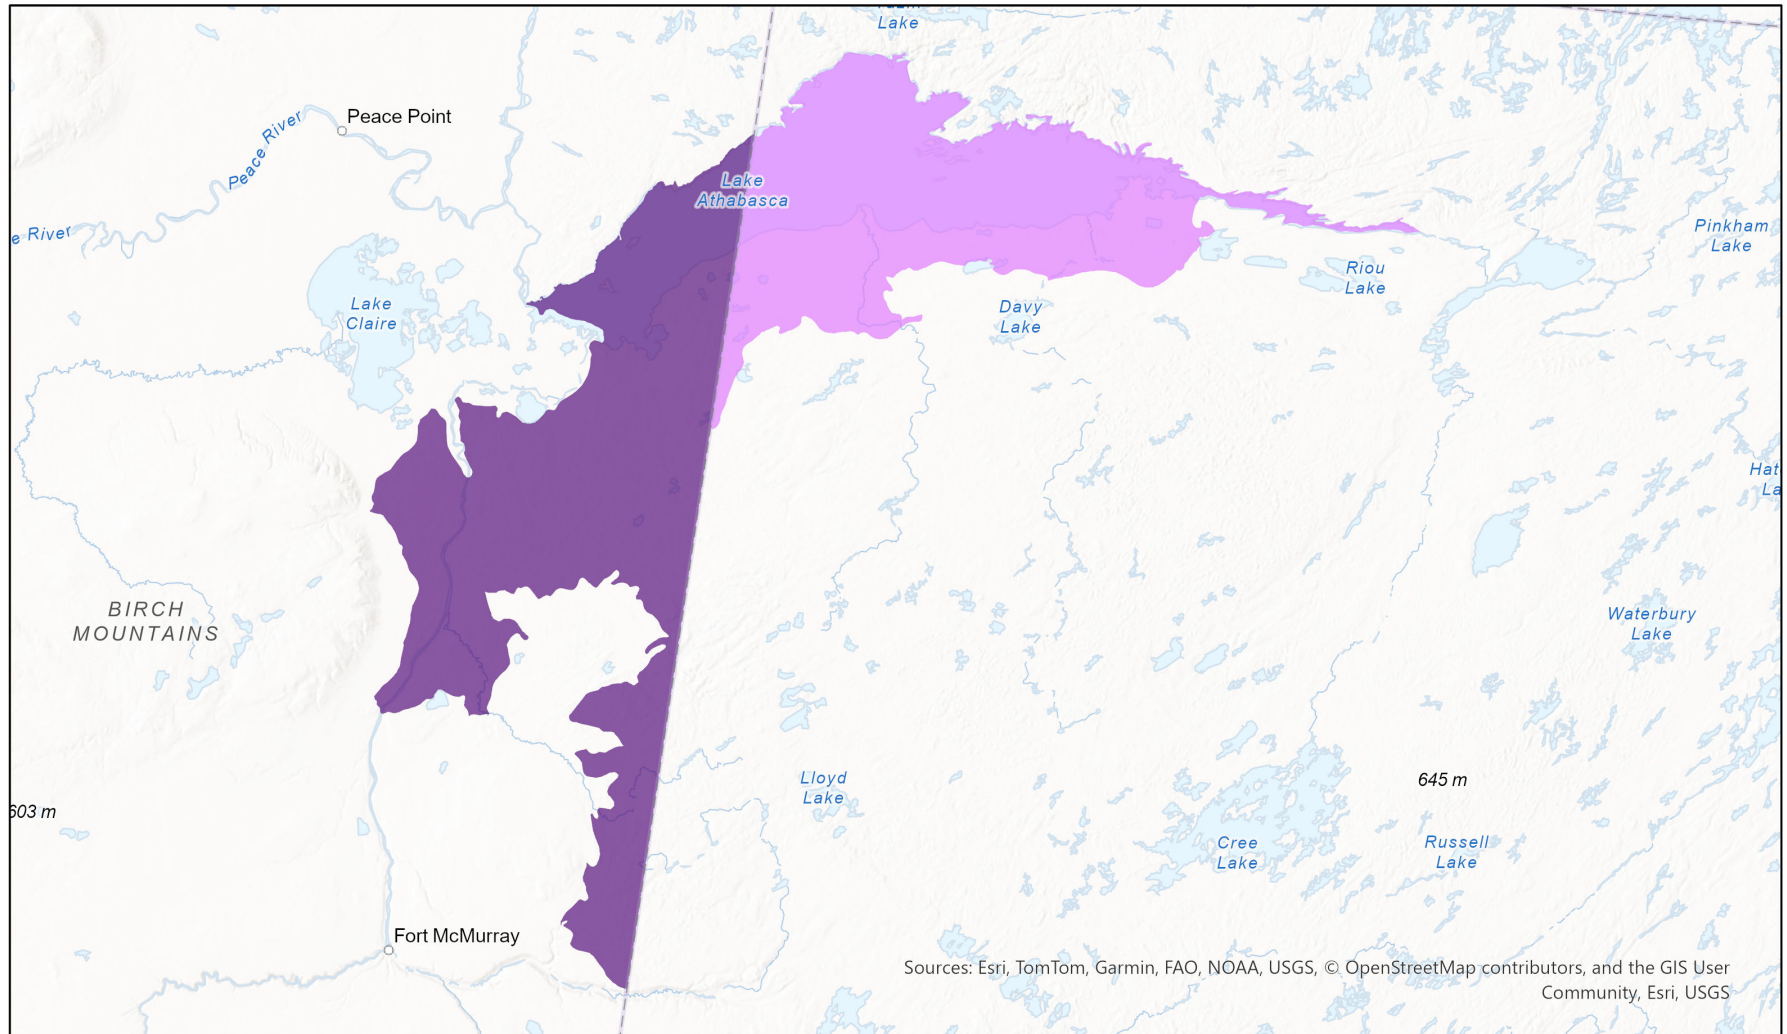 Lake
Peace Point
Peace River
Lake
Athabasca
e River
Pinkham
Lake
Riou
Lake
Lake
Claire
Davy
Lake
Hat
La
BIRCH
MOUNTAINS
Waterbury
Lake
Lloyd
Lake
645 m
603 m
Cree
Lake
Russell
Lake
Fort McMurray
Sources: Esri, TomTom, Garmin, FAO, NOAA, USGS, © OpenStreetMap contributors, and the GIS User
Community, Esri, USGS